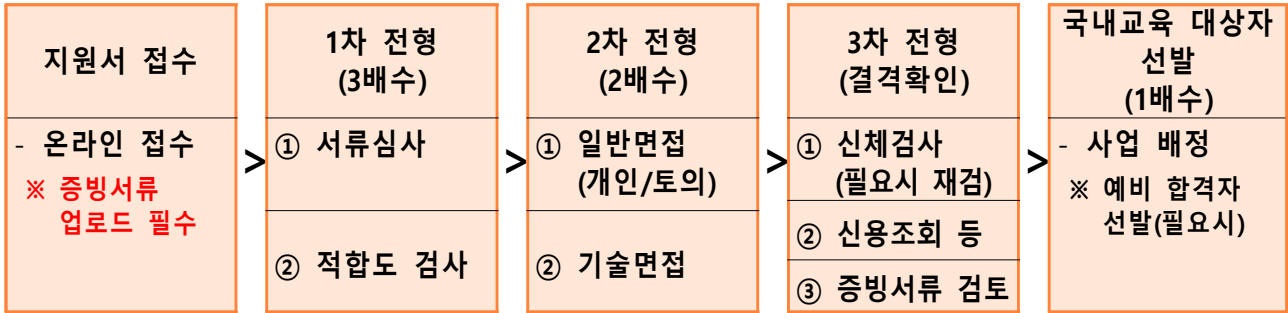 지원서 접수
- 온라인 접수
※ 증빙서류
업로드 필수
>
1차 전형
(3배수)
① 서류심사
② 적합도 검사
>
2차 전형
(2배수)
① 일반면접
(개인/토의)
② 기술면접
>
3차 전형
(결격확인)
① 신체검사
(필요시 재검)
② 신용조회 등
③ 증빙서류 검토
>
국내교육 대상자
선발
(1배수)
- 사업 배정
※ 예비 합격자
선발(필요시)